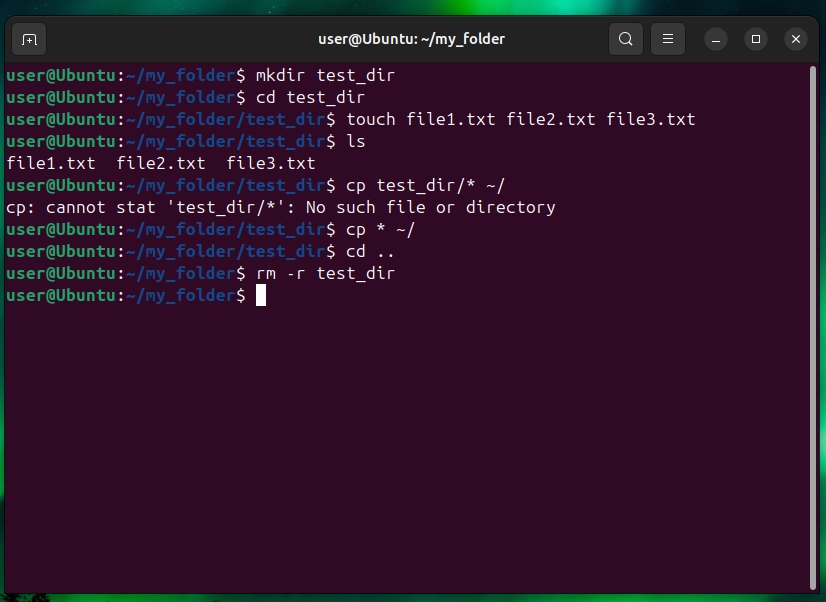 user@Ubuntu: ~/my_folder
user@Ubuntu:~/my_folder$ mkdir test_dir
user@Ubuntu:~/my_folder$ cd test_dir
user@Ubuntu:~/my_folder/test_dir$ touch file1.txt file2.txt file3.txt
user@Ubuntu:~/my_folder/test_dir$ ls
file1.txt  file2.txt  file3.txt
user@Ubuntu:~/my_folder/test_dir$ cp test_dir/* ~/
cp: cannot stat 'test_dir/*': No such file or directory
user@Ubuntu:~/my_folder/test_dir$ cp * ~/
user@Ubuntu:~/my_folder/test_dir$ cd ..
user@Ubuntu:~/my_folder$ rm -r test_dir
user@Ubuntu:~/my_folder$